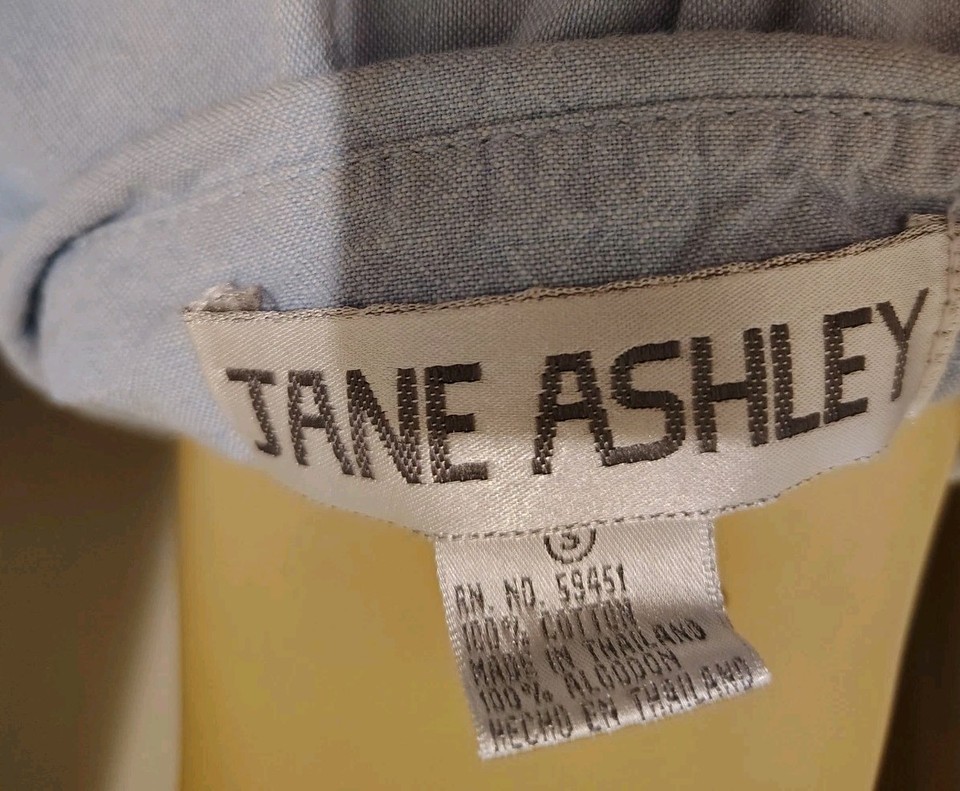 JANE ASHLEY
S
RN. NO. 59451
100% COTTON
MADE IN THAILAND
100% ALGODON
HECHO EN THAILAND